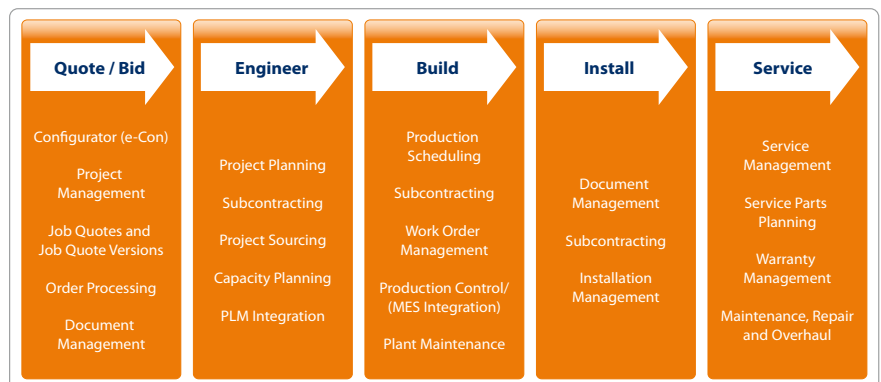 Quote / Bid
Configurator (e-Con)
Project
Management
Job Quotes and
Job Quote Versions
Order Processing
Document
Management
Engineer
Project Planning
Subcontracting
Project Sourcing
Capacity Planning
PLM Integration
Build
Production
Scheduling
Subcontracting
Work Order
Management
Production Control/
(MES Integration)
Plant Maintenance
Install
Document
Management
Subcontracting
Installation
Management
Service
Service
Management
Service Parts
Planning
Warranty
Management
Maintenance, Repair
and Overhaul